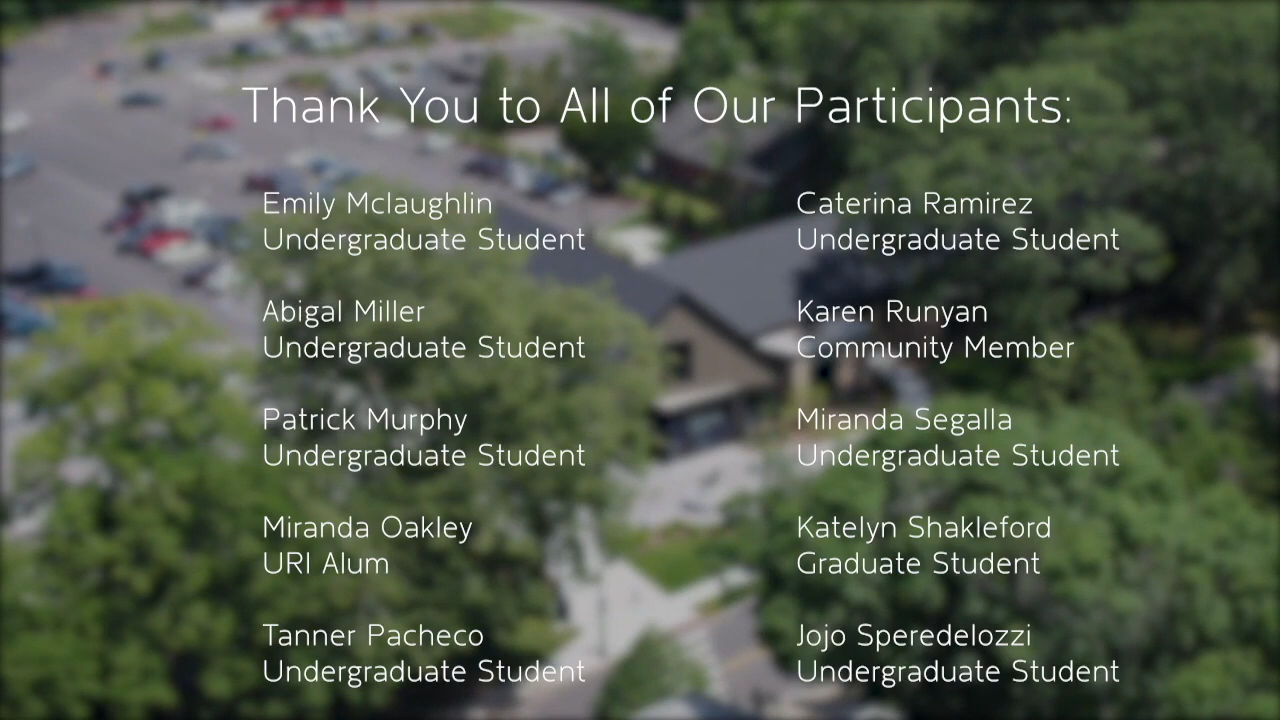 Thank You to All of Our Participants:
Emily Mclaughlin
Undergraduate Student
Abigal Miller
Undergraduate Student
Patrick Murphy
Undergraduate Student
Miranda Oakley
URI Alum
Tanner Pacheco
Undergraduate Student
Caterina Ramirez
Undergraduate Student
Karen Runyan
Community Member
Miranda Segalla
Undergraduate Student
Katelyn Shakleford
Graduate Student
Jojo Speredelozzi
Undergraduate Student